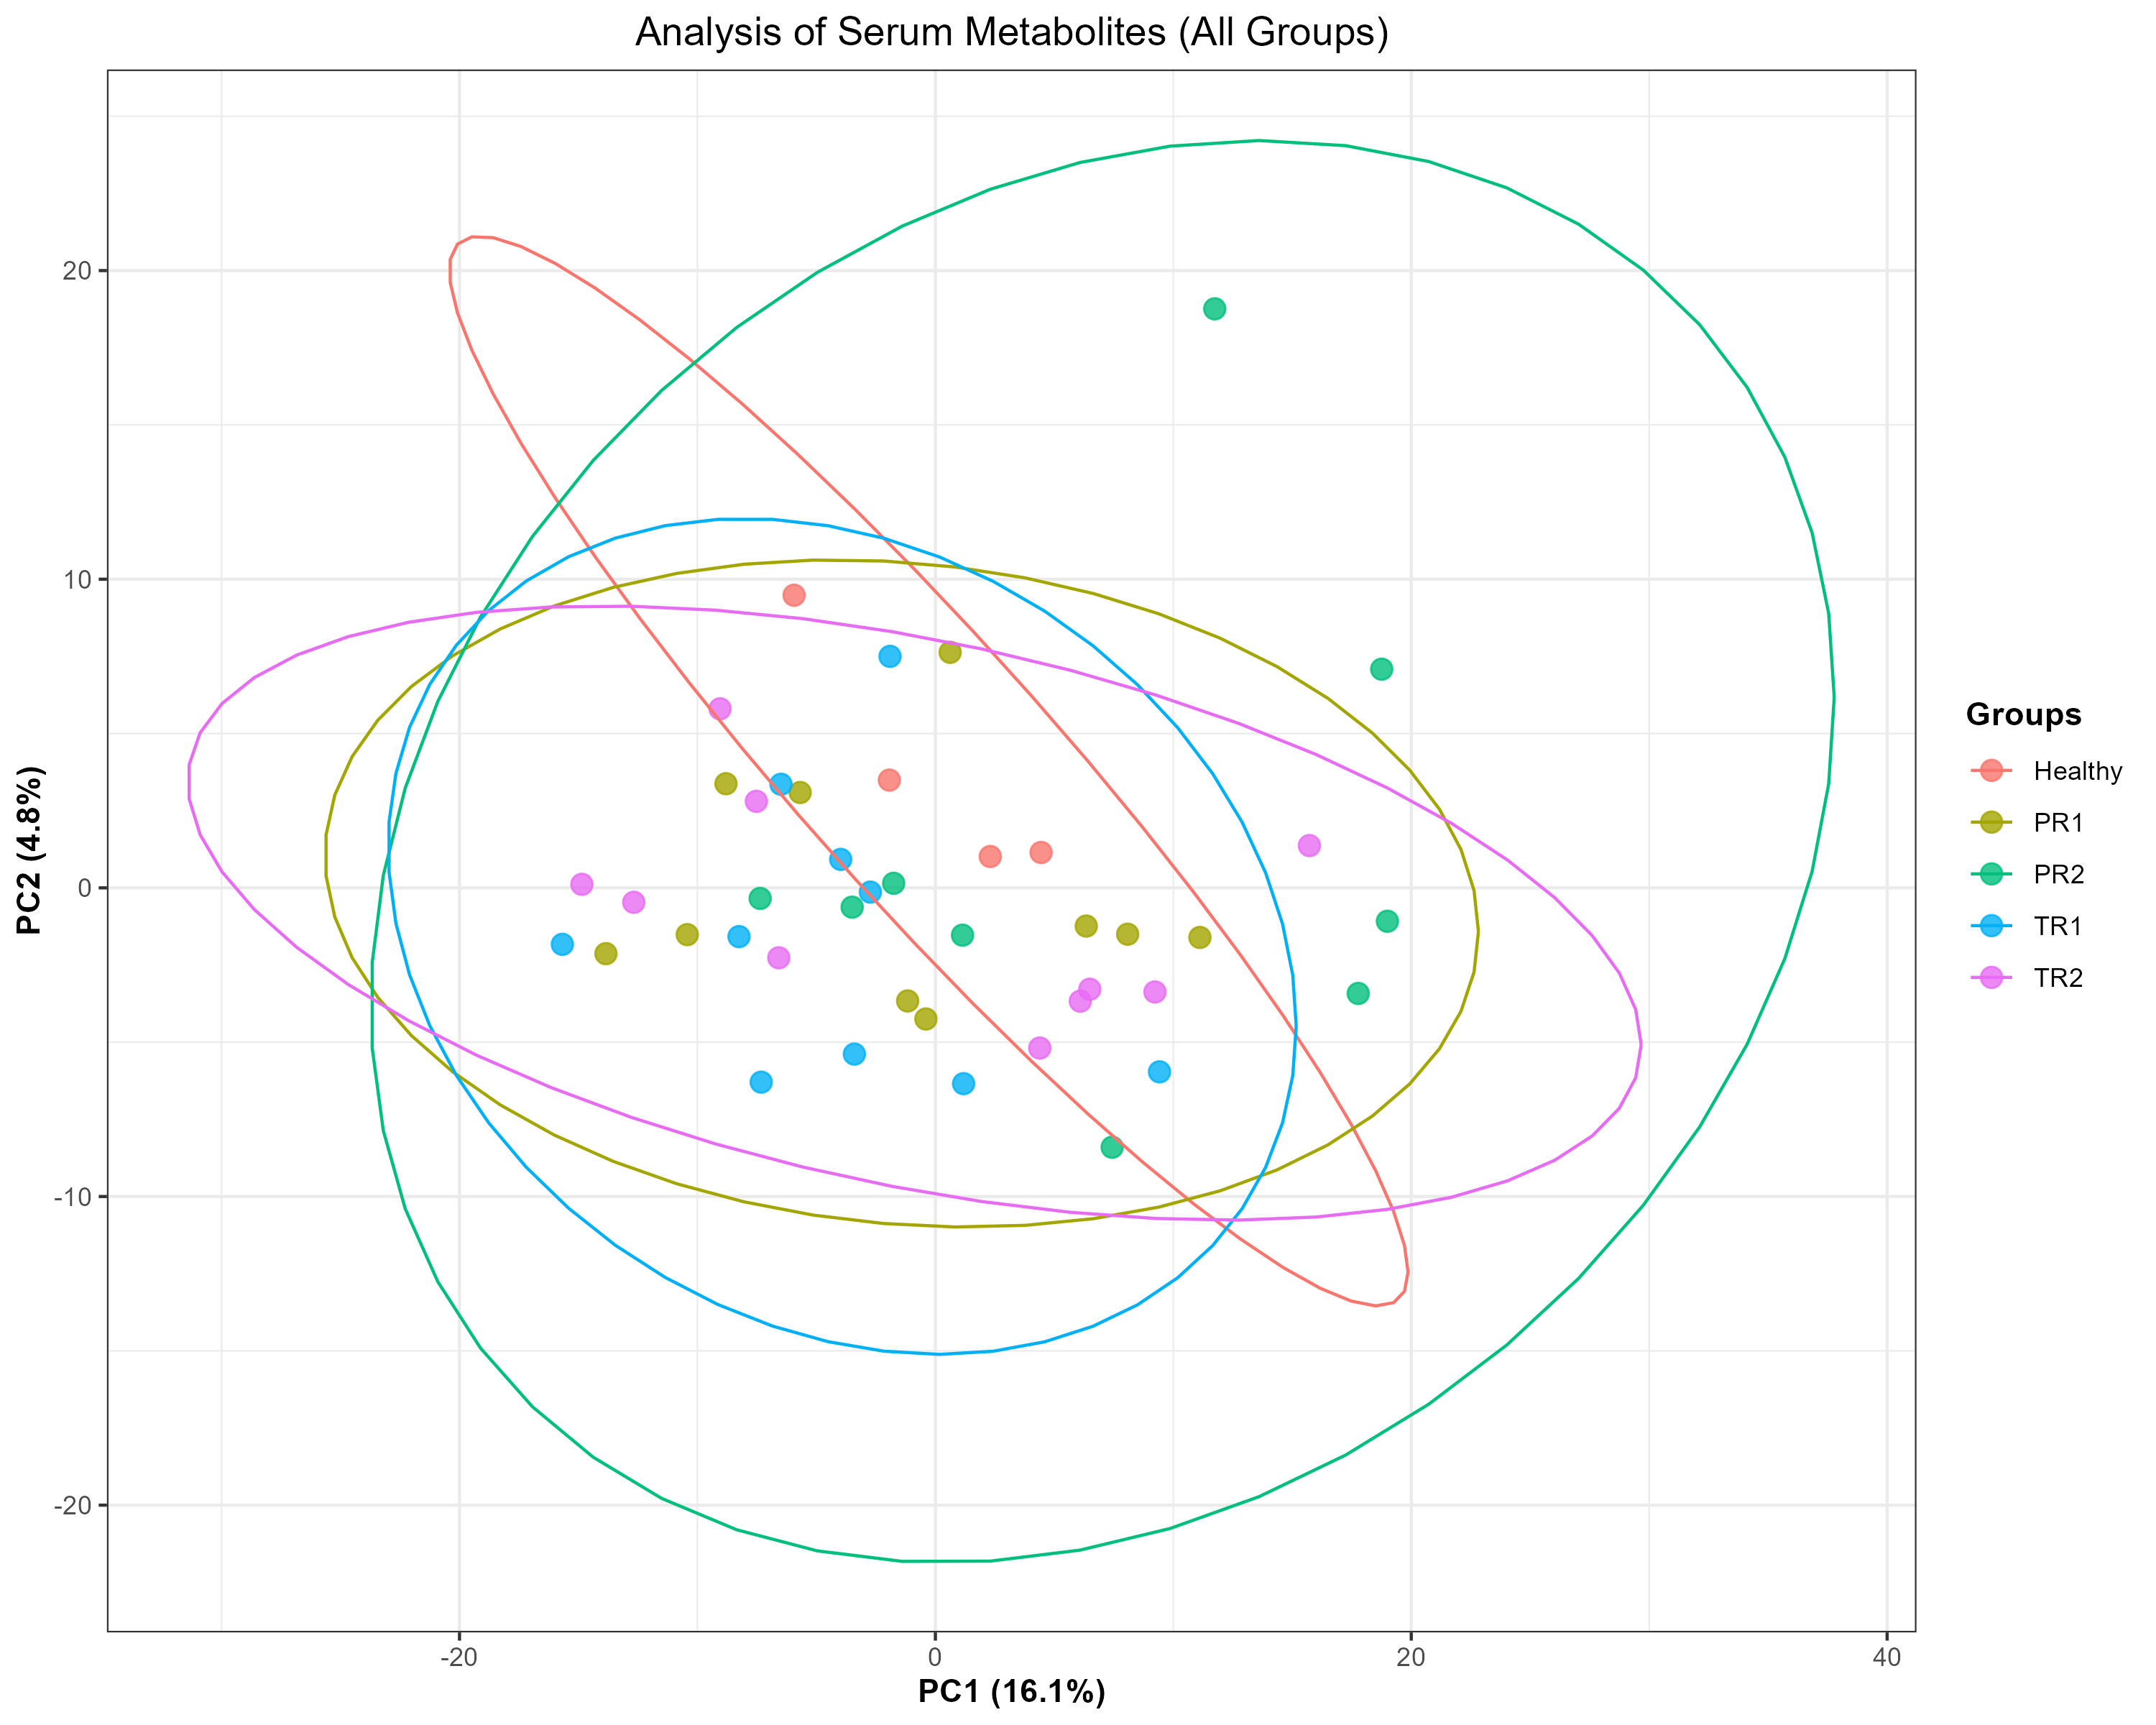 Analysis of Serum Metabolites (All Groups)
PC2 (4.8%)
20
10
0
-10
-20
-20
0
20
40
PC1 (16.1%)
Groups
Healthy
PR1
PR2
TR1
TR2